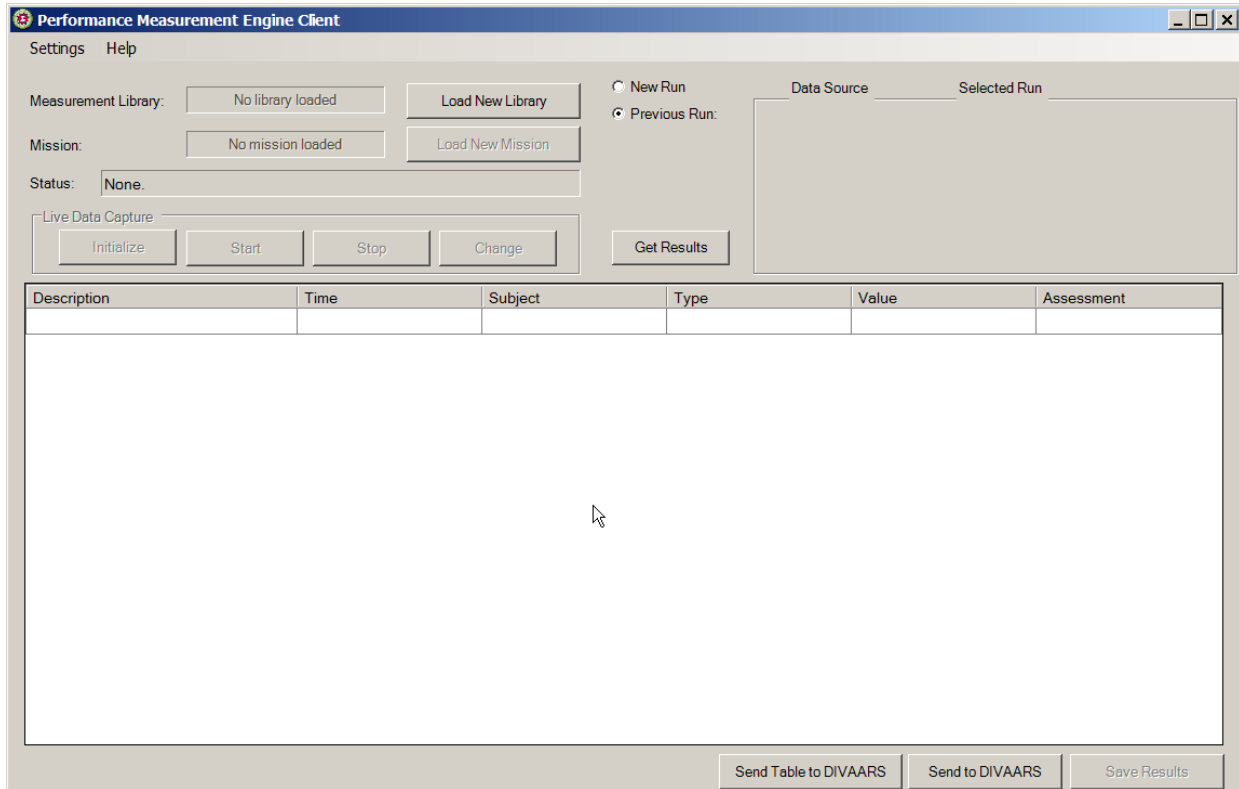 Performance Measurement Engine Client
Settings Help
Measurement Library: No library loaded Load New Library
New Run
Previous Run:
Data Source Selected Run
Mission: No mission loaded Load New Mission
Status: None.
Live Data Capture
Initialize Start Stop Change
Get Results
Description Time Subject Type Value Assessment
Send Table to DIVAARS Send to DIVAARS Save Results